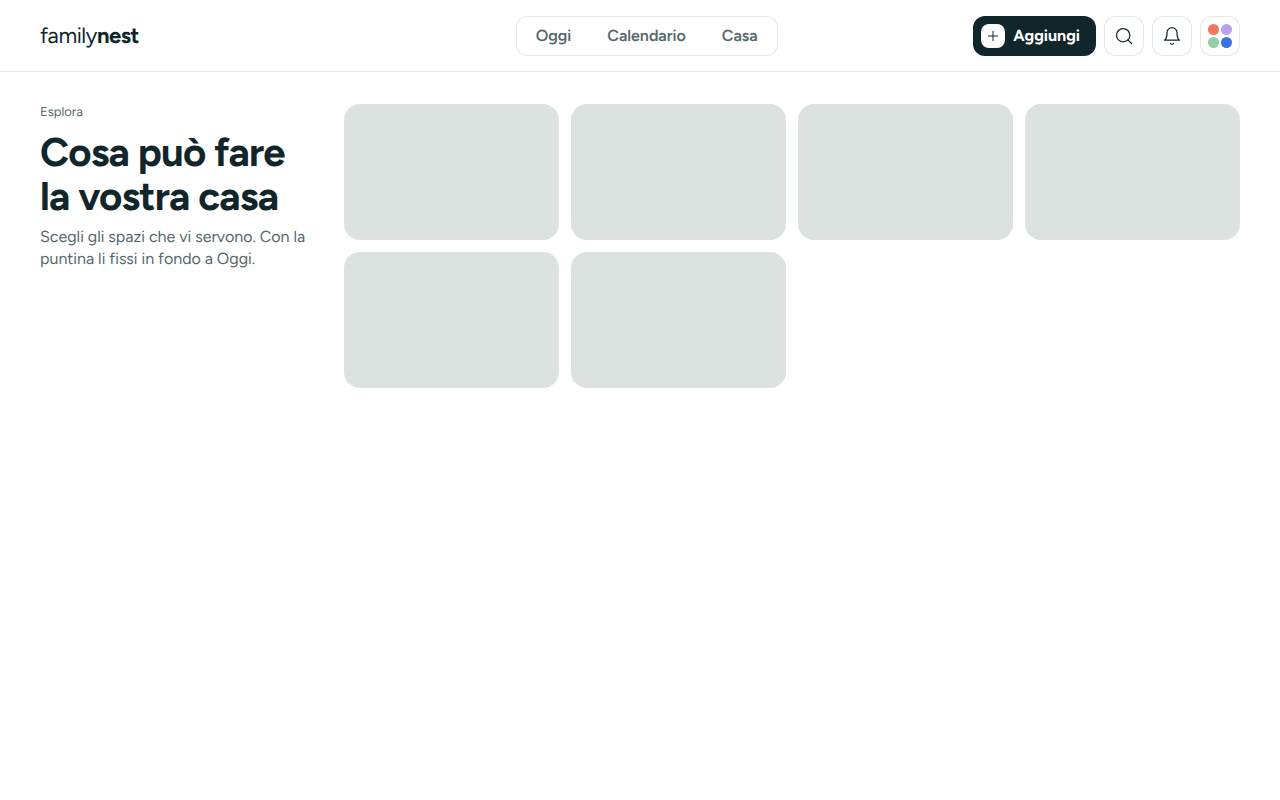 familynest
Oggi
Calendario
Casa
Aggiungi
Esplora
Cosa può fare
la vostra casa
Scegli gli spazi che vi servono. Con la
puntina li fissi in fondo a Oggi.